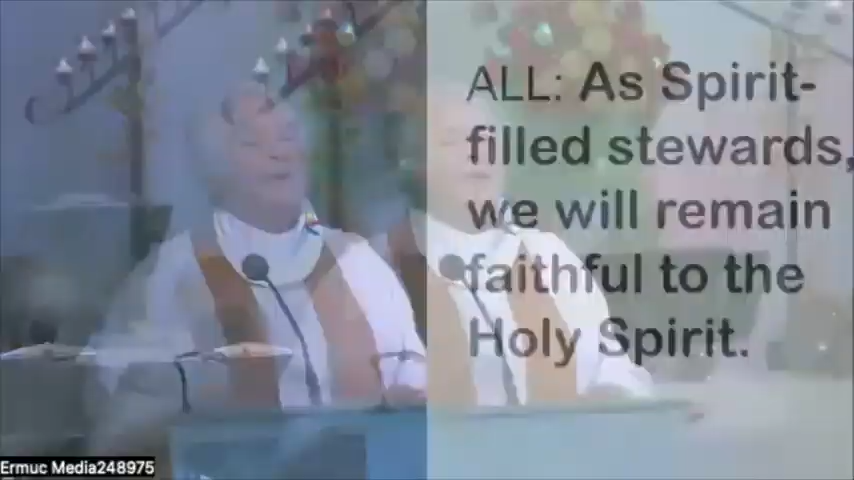 ALL: As Spirit-
filled stewards,
we will remain
faithful to the
Holy Spirit.
Ermuc Media248975